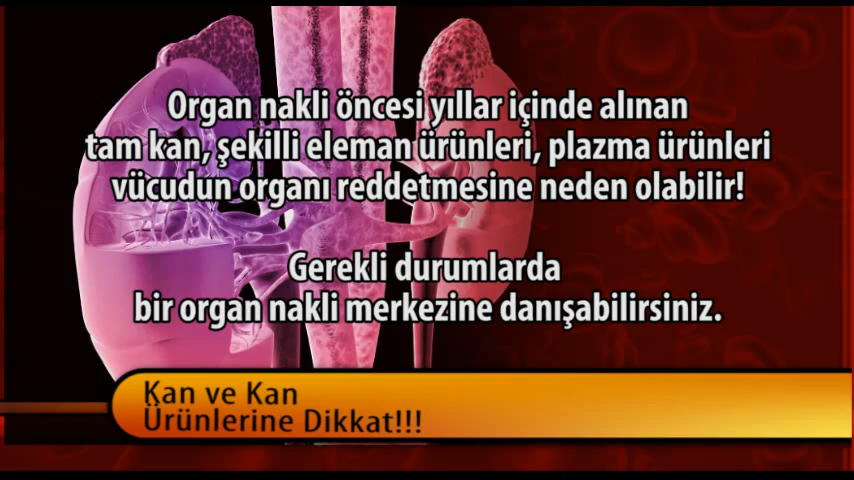 Organ nakli öncesi yıllar içinde alınan
tam kan, şekilli eleman ürünleri, plazma ürünleri
vücudun organı reddetmesine neden olabilir!
Gerekli durumlarda
bir organ nakli merkezine danışabilirsiniz.
Kan ve Kan
Ürünlerine Dikkat!!!